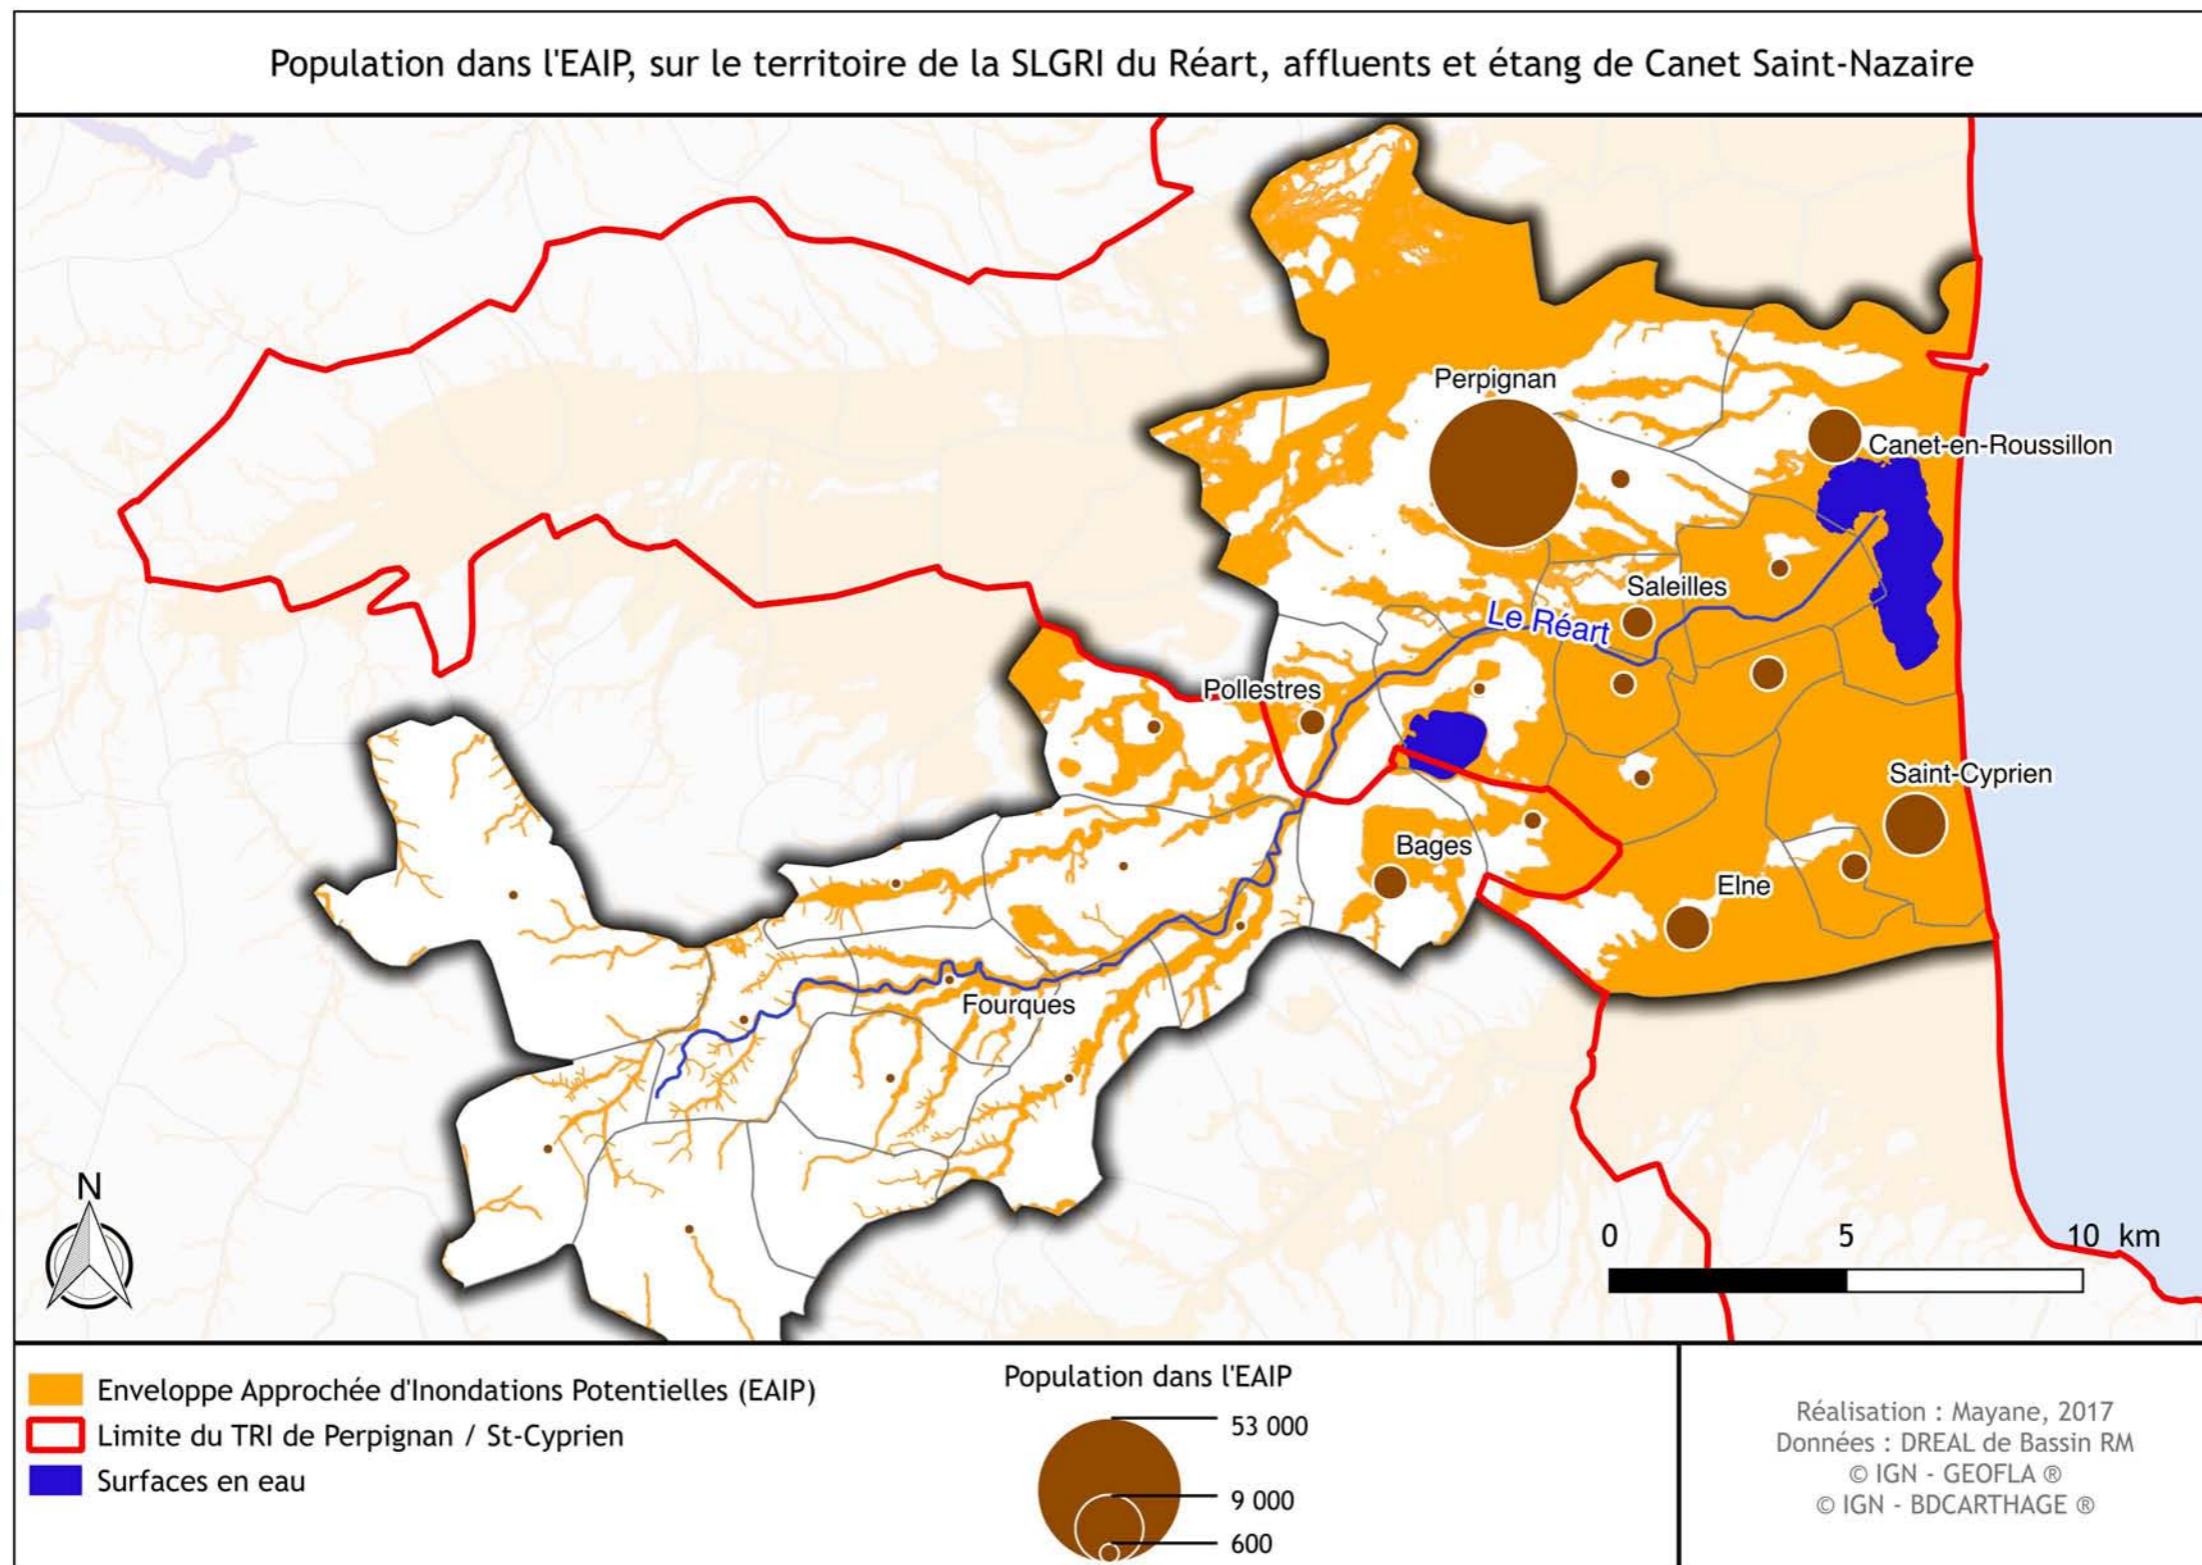 Population dans l'EAIP, sur le territoire de la SLGRI du Réart, affluents et étang de Canet Saint-Nazaire
Perpignan
Canet-en-Roussillon
Saleilles
Le Réart
Pollestres
Saint-Cyprien
Bages
Elne
Fourques
N
0 5 10 km
Enveloppe Approchée d'Inondations Potentielles (EAIP)
Limite du TRI de Perpignan / St-Cyprien
Surfaces en eau
Population dans l'EAIP
53 000
9 000
600
Réalisation : Mayane, 2017
Données : DREAL de Bassin RM
© IGN - GEOFLA ®
© IGN - BDCARTHAGE ®